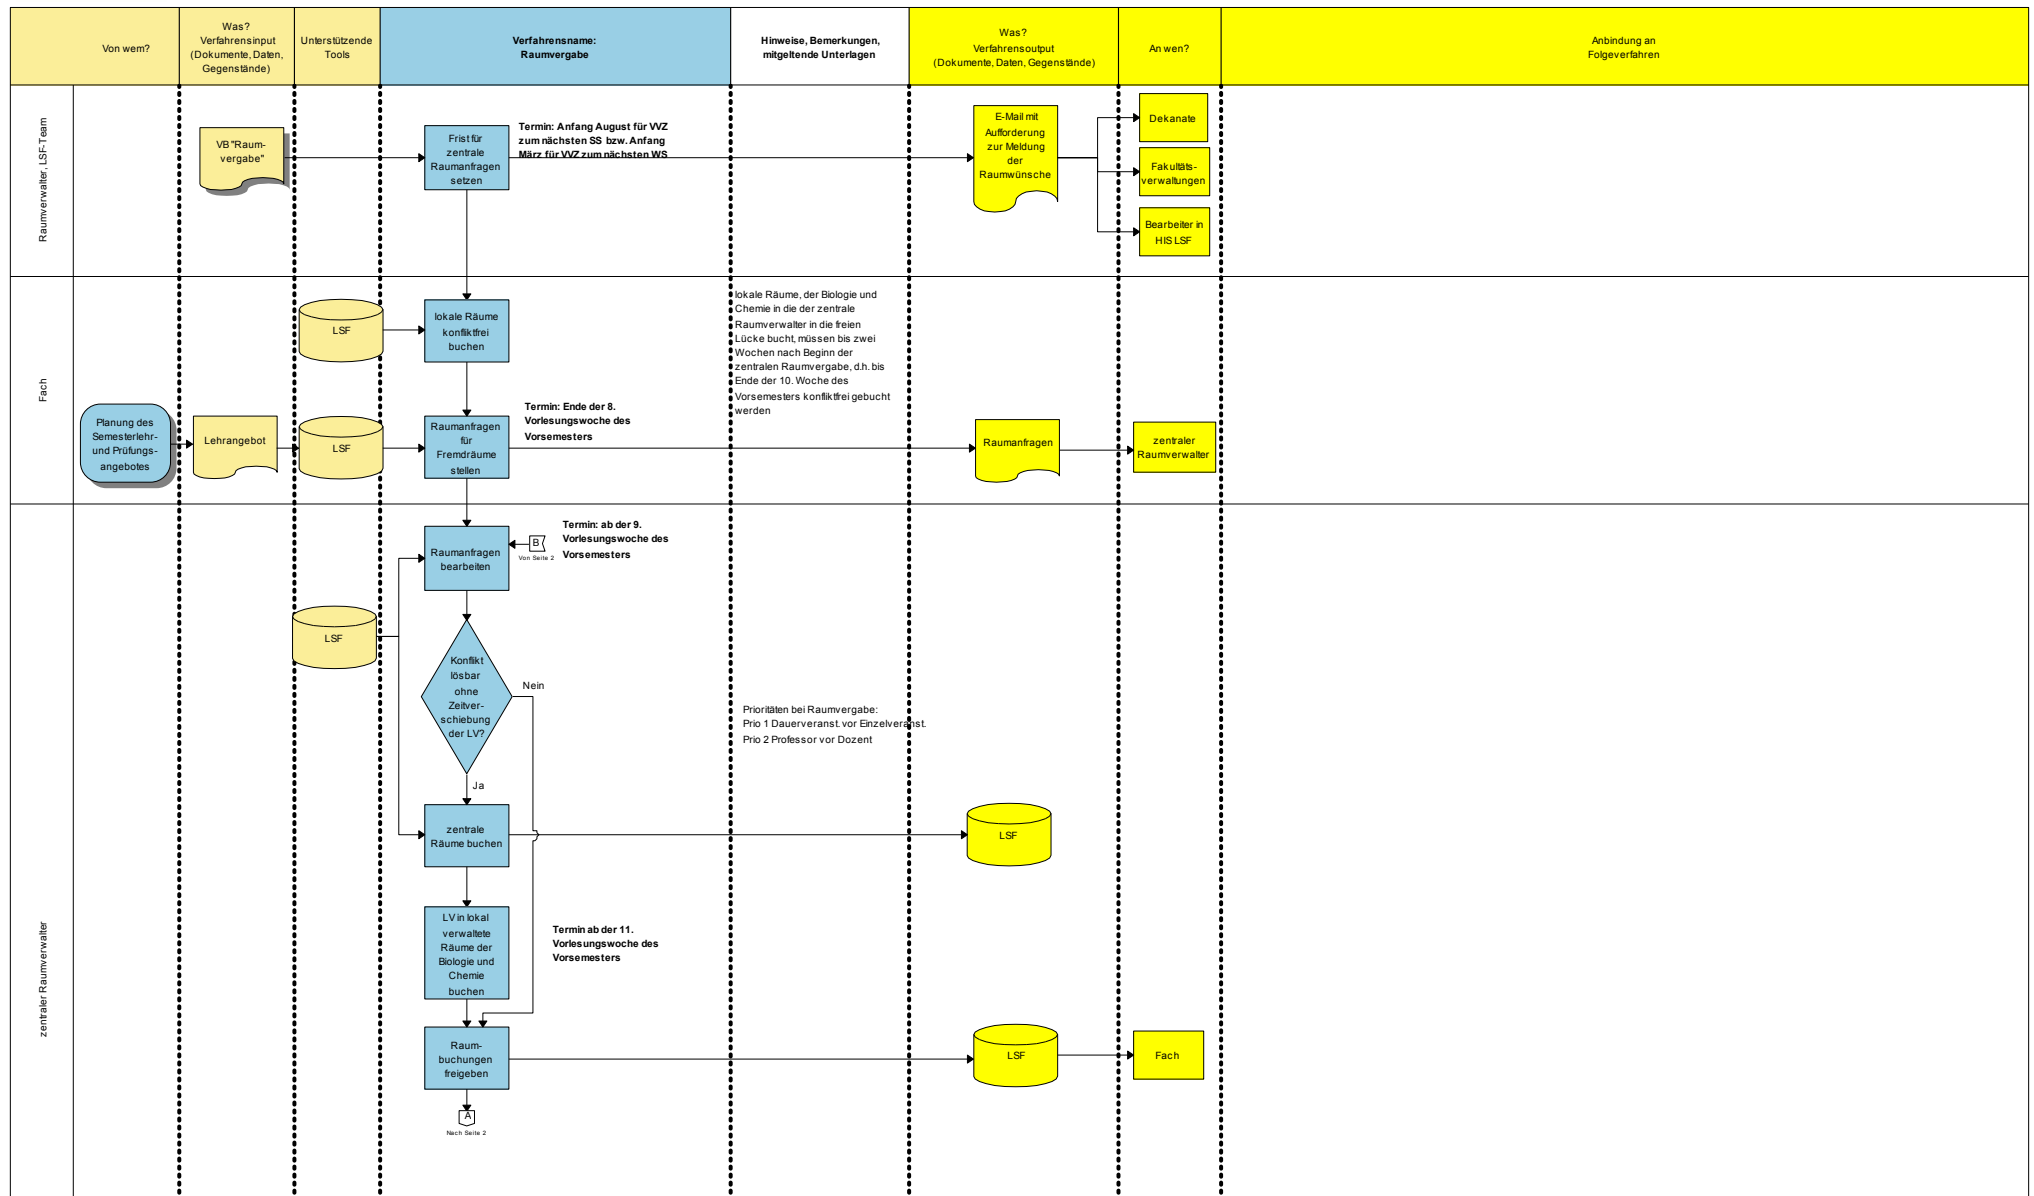 Von wem?
Was?
Verfahrensinput
(Dokumente, Daten,
Gegenstände)
Unterstützende
Tools
Verfahrensname:
Raumvergabe
Hinweise, Bemerkungen,
mitgeltende Unterlagen
Was?
Verfahrensoutput
(Dokumente, Daten, Gegenstände)
An wen?
Anbindung an
Folgeverfahren
Raumverwalter, LSF-Team
VB "Raum-
vergabe"
Frist für
zentrale
Raumanfragen
setzen
Termin: Anfang August für VVZ
zum nächsten SS bzw. Anfang
März für VVZ zum nächsten WS
E-Mail mit
Aufforderung
zur Meldung
der
Raumwünsche
Dekanate
Fakultäts-
verwaltungen
Bearbeiter in
HIS LSF
Fach
LSF
lokale Räume
konfliktfrei
buchen
lokale Räume, der Biologie und
Chemie in die der zentrale
Raumverwalter in die freien
Lücke bucht, müssen bis zwei
Wochen nach Beginn der
zentralen Raumvergabe, d.h. bis
Ende der 10. Woche des
Vorsemesters konfliktfrei gebucht
werden
Planung des
Semesterlehr-
und Prüfungs-
angebotes
Lehrangebot
LSF
Raumanfragen
für
Fremdräume
stellen
Termin: Ende der 8.
Vorlesungswoche des
Vorsemesters
Raumanfragen
zentraler
Raumverwalter
zentraler Raumverwalter
Raumanfragen
bearbeiten
B
Von Seite 2
Termin: ab der 9.
Vorlesungswoche des
Vorsemesters
LSF
Konflikt
lösbar
ohne
Zeitver-
schiebung
der LV?
Nein
Ja
Prioritäten bei Raumvergabe:
Prio 1 Dauerveranst. vor Einzelveranst.
Prio 2 Professor vor Dozent
zentrale
Räume buchen
LSF
LV in lokal
verwaltete
Räume der
Biologie und
Chemie
buchen
Termin ab der 11.
Vorlesungswoche des
Vorsemesters
Raum-
buchungen
freigeben
LSF
Fach
A
Nach Seite 2